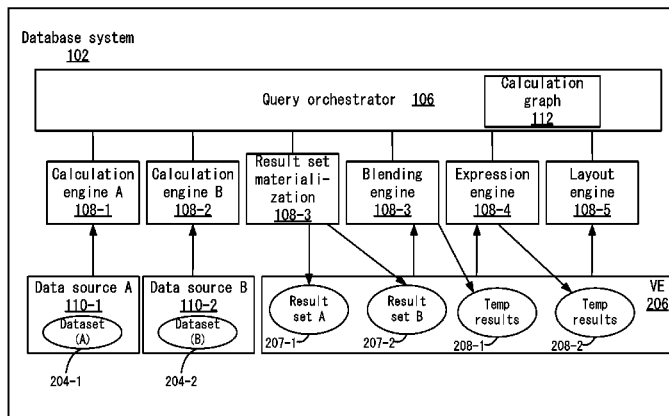 Database system
102
Query orchestrator 106
Calculation
graph
112
Calculation
engine A
108-1
Calculation
engine B
108-2
Result set
materiali-
zation
108-3
Blending
engine
108-3
Expression
engine
108-4
Layout
engine
108-5
Data source A
110-1
Dataset
(A)
204-1
Data source B
110-2
Dataset
(B)
204-2
VE
206
Result
set A
207-1
Result
set B
207-2
Temp
results
208-1
Temp
results
208-2